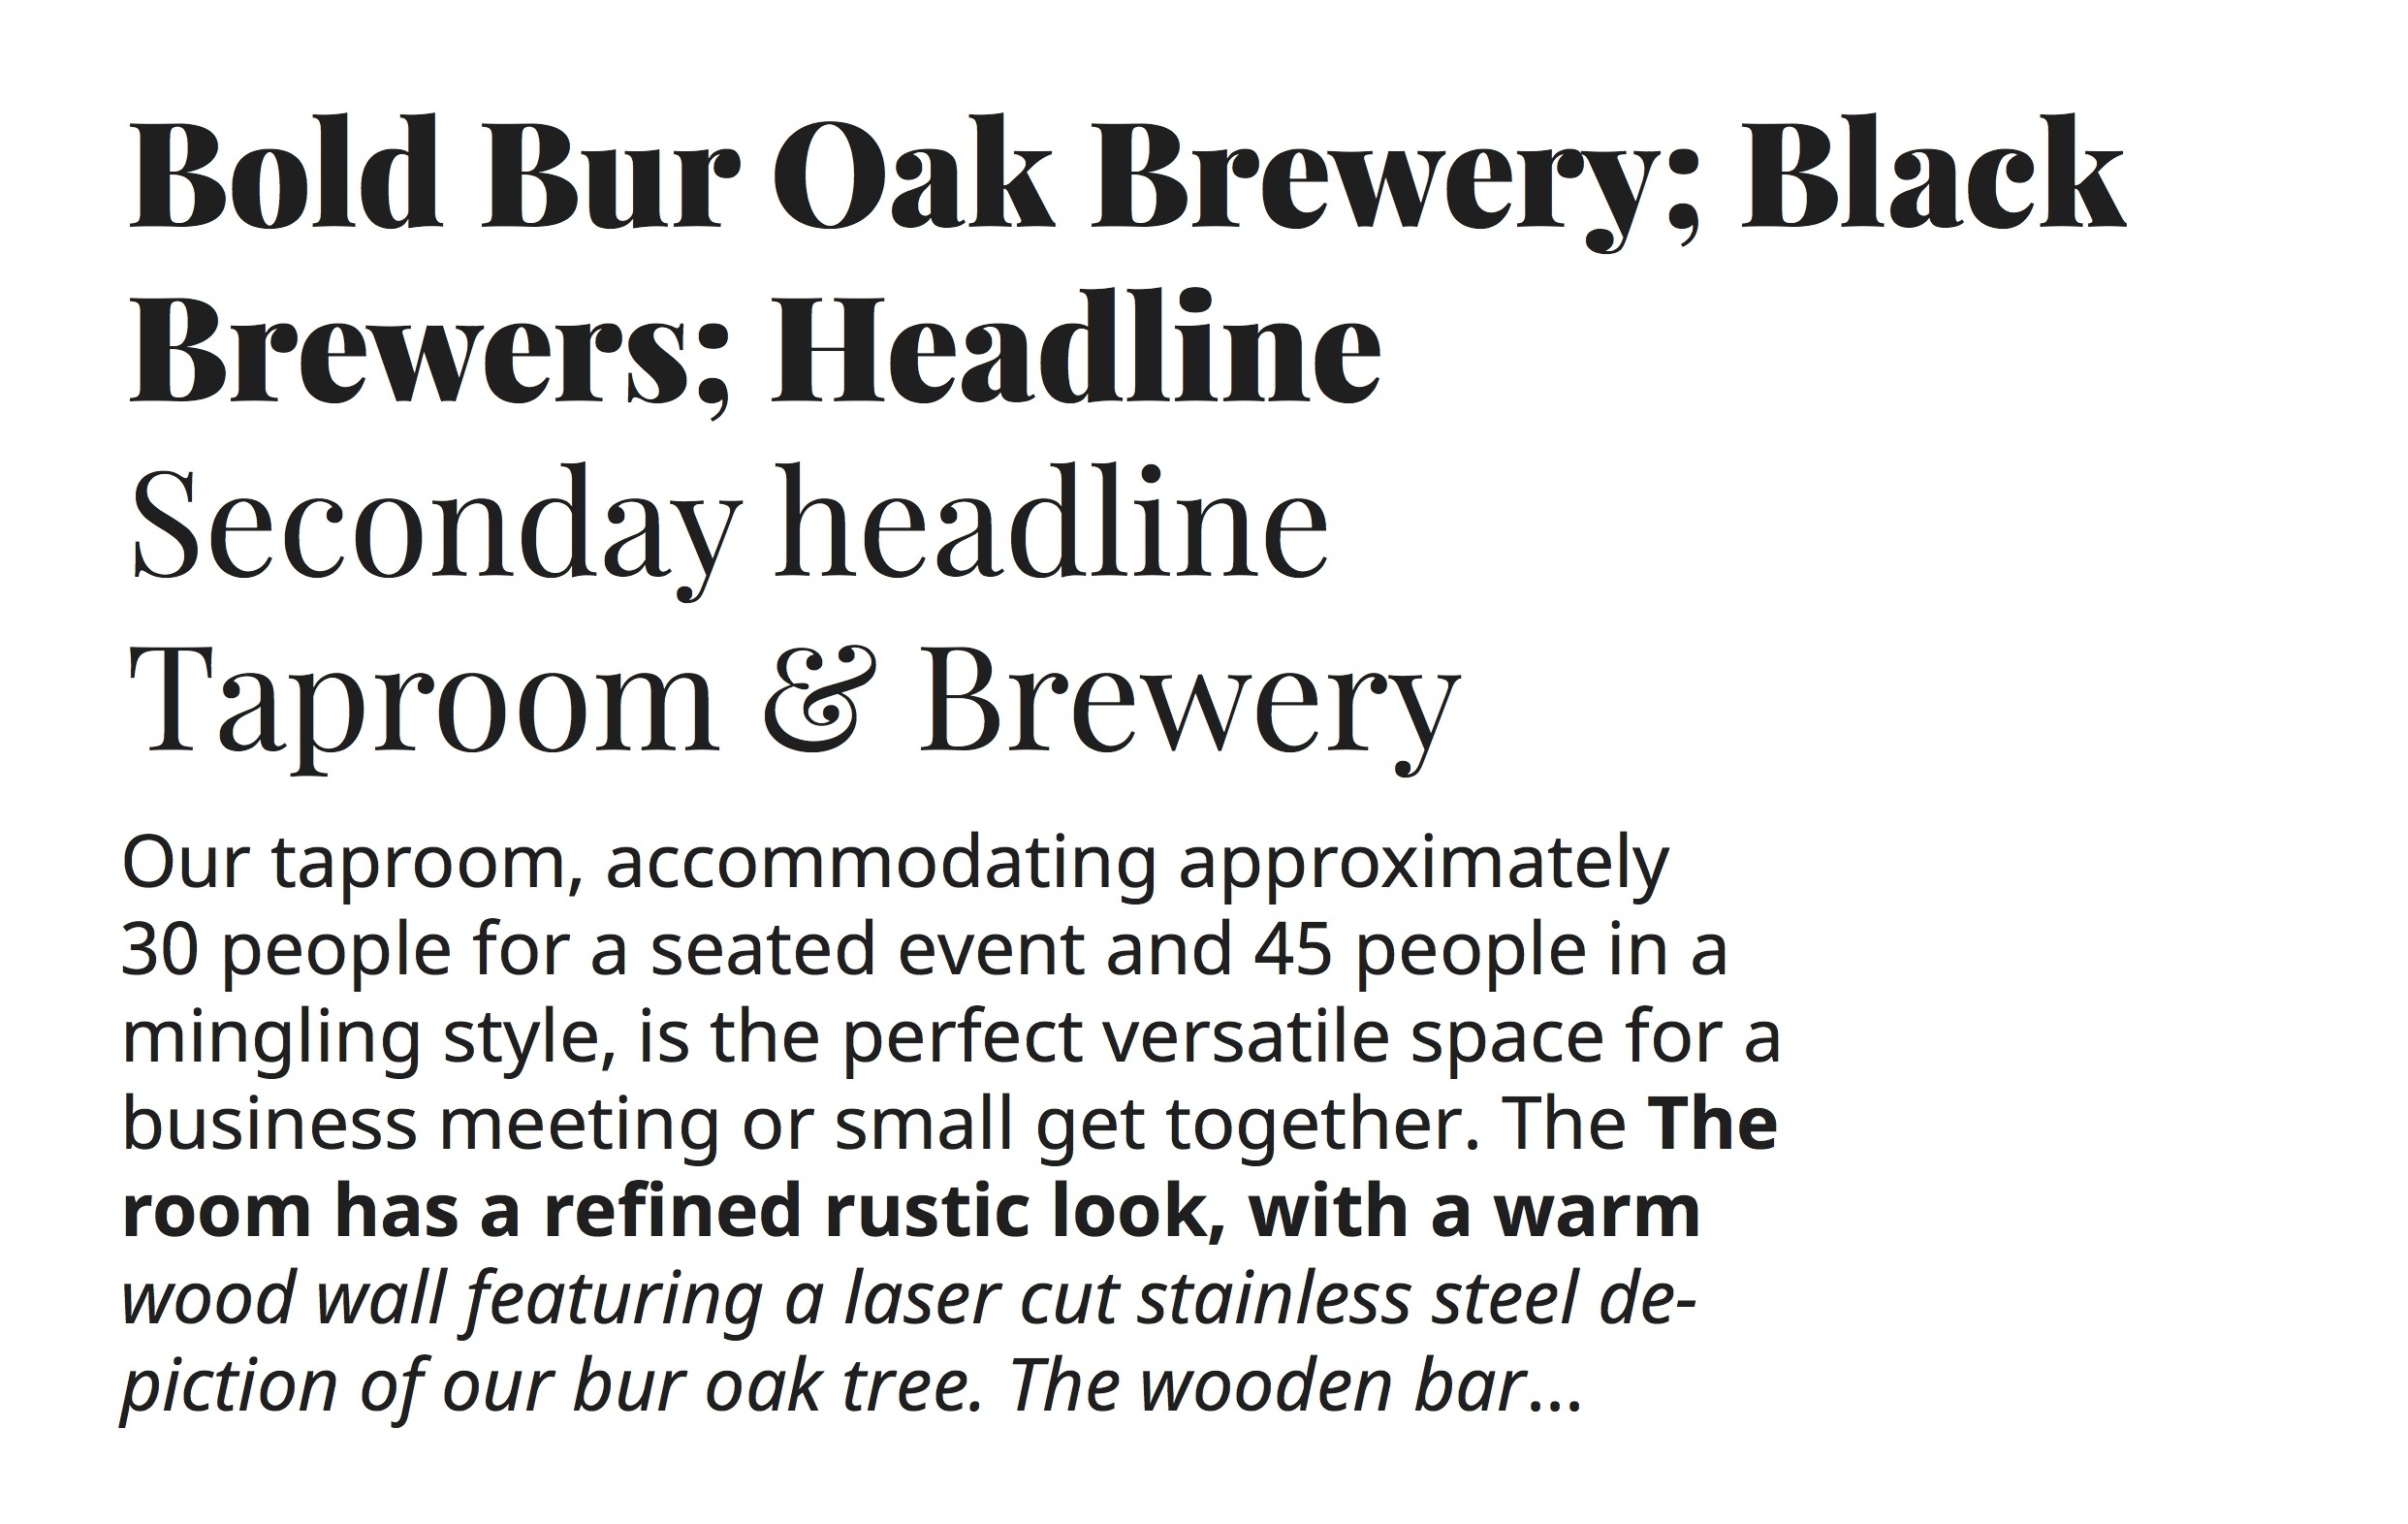 Bold Bur Oak Brewery; Black
Brewers; Headline
Seconday headline
Taproom & Brewery
Our taproom, accommodating approximately
30 people for a seated event and 45 people in a
mingling style, is the perfect versatile space for a
business meeting or small get together. The The
room has a refined rustic look, with a warm
wood wall featuring a laser cut stainless steel de-
piction of our bur oak tree. The wooden bar...